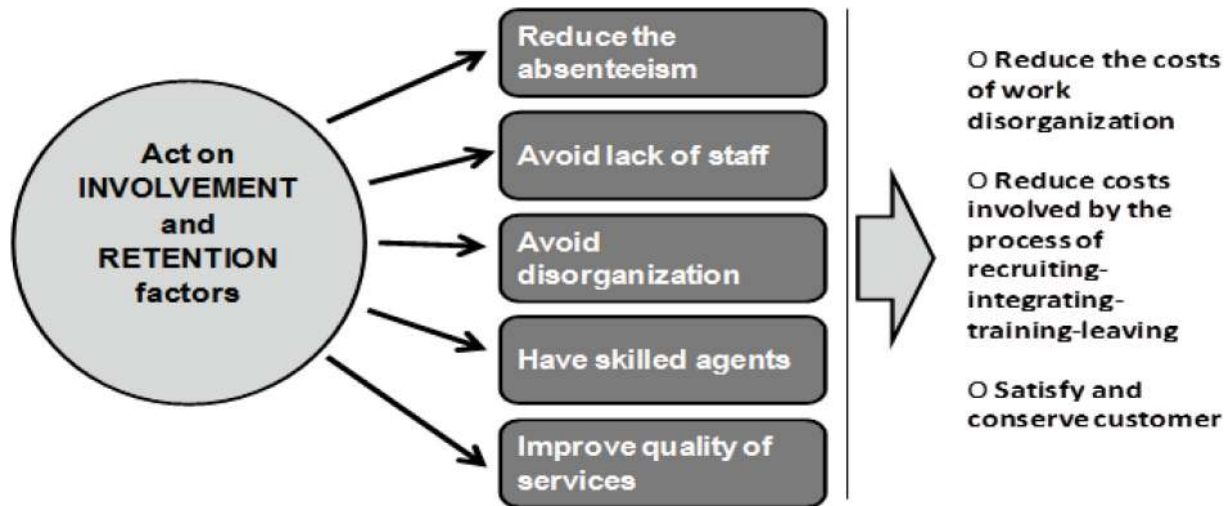 Act on
INVOLVEMENT
and
RETENTION
factors
Reduce the
absenteeism
Avoid lack of staff
Avoid
disorganization
Have skilled agents
Improve quality of
services
O Reduce the costs
of work
disorganization
O Reduce costs
involved by the
process of
recruiting-
integrating-
training-leaving
O Satisfy and
conserve customer